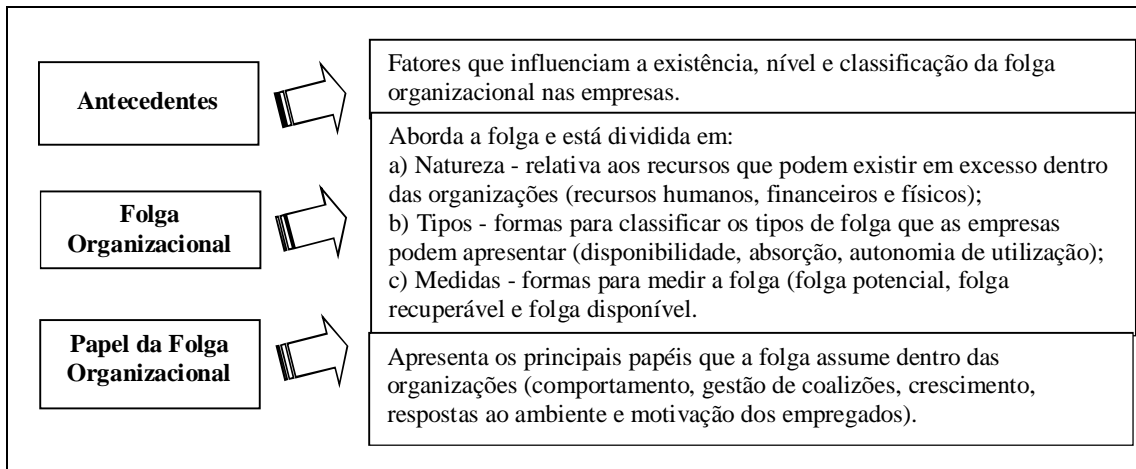 Antecedentes
Fatores que influenciam a existência, nível e classificação da folga
organizacional nas empresas.
Folga
Organizacional
Aborda a folga e está dividida em:
a) Natureza - relativa aos recursos que podem existir em excesso dentro
das organizações (recursos humanos, financeiros e físicos);
b) Tipos - formas para classificar os tipos de folga que as empresas
podem apresentar (disponibilidade, absorção, autonomia de utilização);
c) Medidas - formas para medir a folga (folga potencial, folga
recuperável e folga disponível.
Papel da Folga
Organizacional
Apresenta os principais papéis que a folga assume dentro das
organizações (comportamento, gestão de coalizões, crescimento,
respostas ao ambiente e motivação dos empregados).